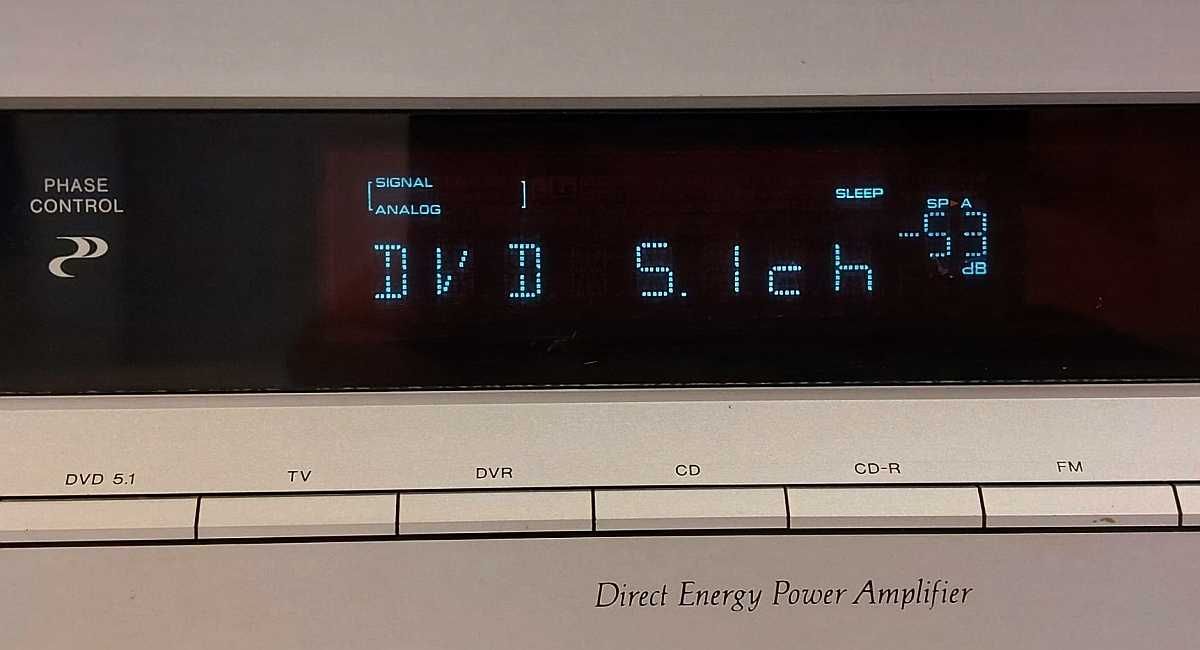 PHASE
CONTROL
SIGNAL
ANALOG
SLEEP
SP▸A
-53
dB
DVD 5.1ch
DVD 5.1
TV
DVR
CD
CD-R
FM
Direct Energy Power Amplifier